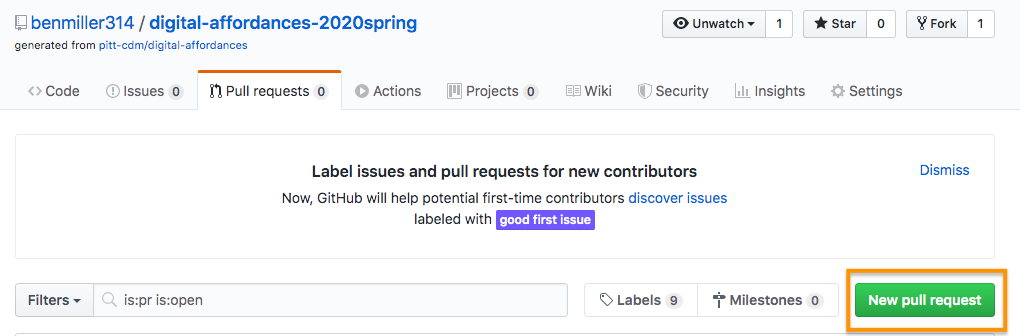 benmiller314 / digital-affordances-2020spring
Unwatch 1
Star 0
Fork 1
generated from pitt-cdm/digital-affordances
Code
Issues 0
Pull requests 0
Actions
Projects 0
Wiki
Security
Insights
Settings
Label issues and pull requests for new contributors
Dismiss
Now, GitHub will help potential first-time contributors discover issues
labeled with good first issue
Filters
is:pr is:open
Labels 9
Milestones 0
New pull request